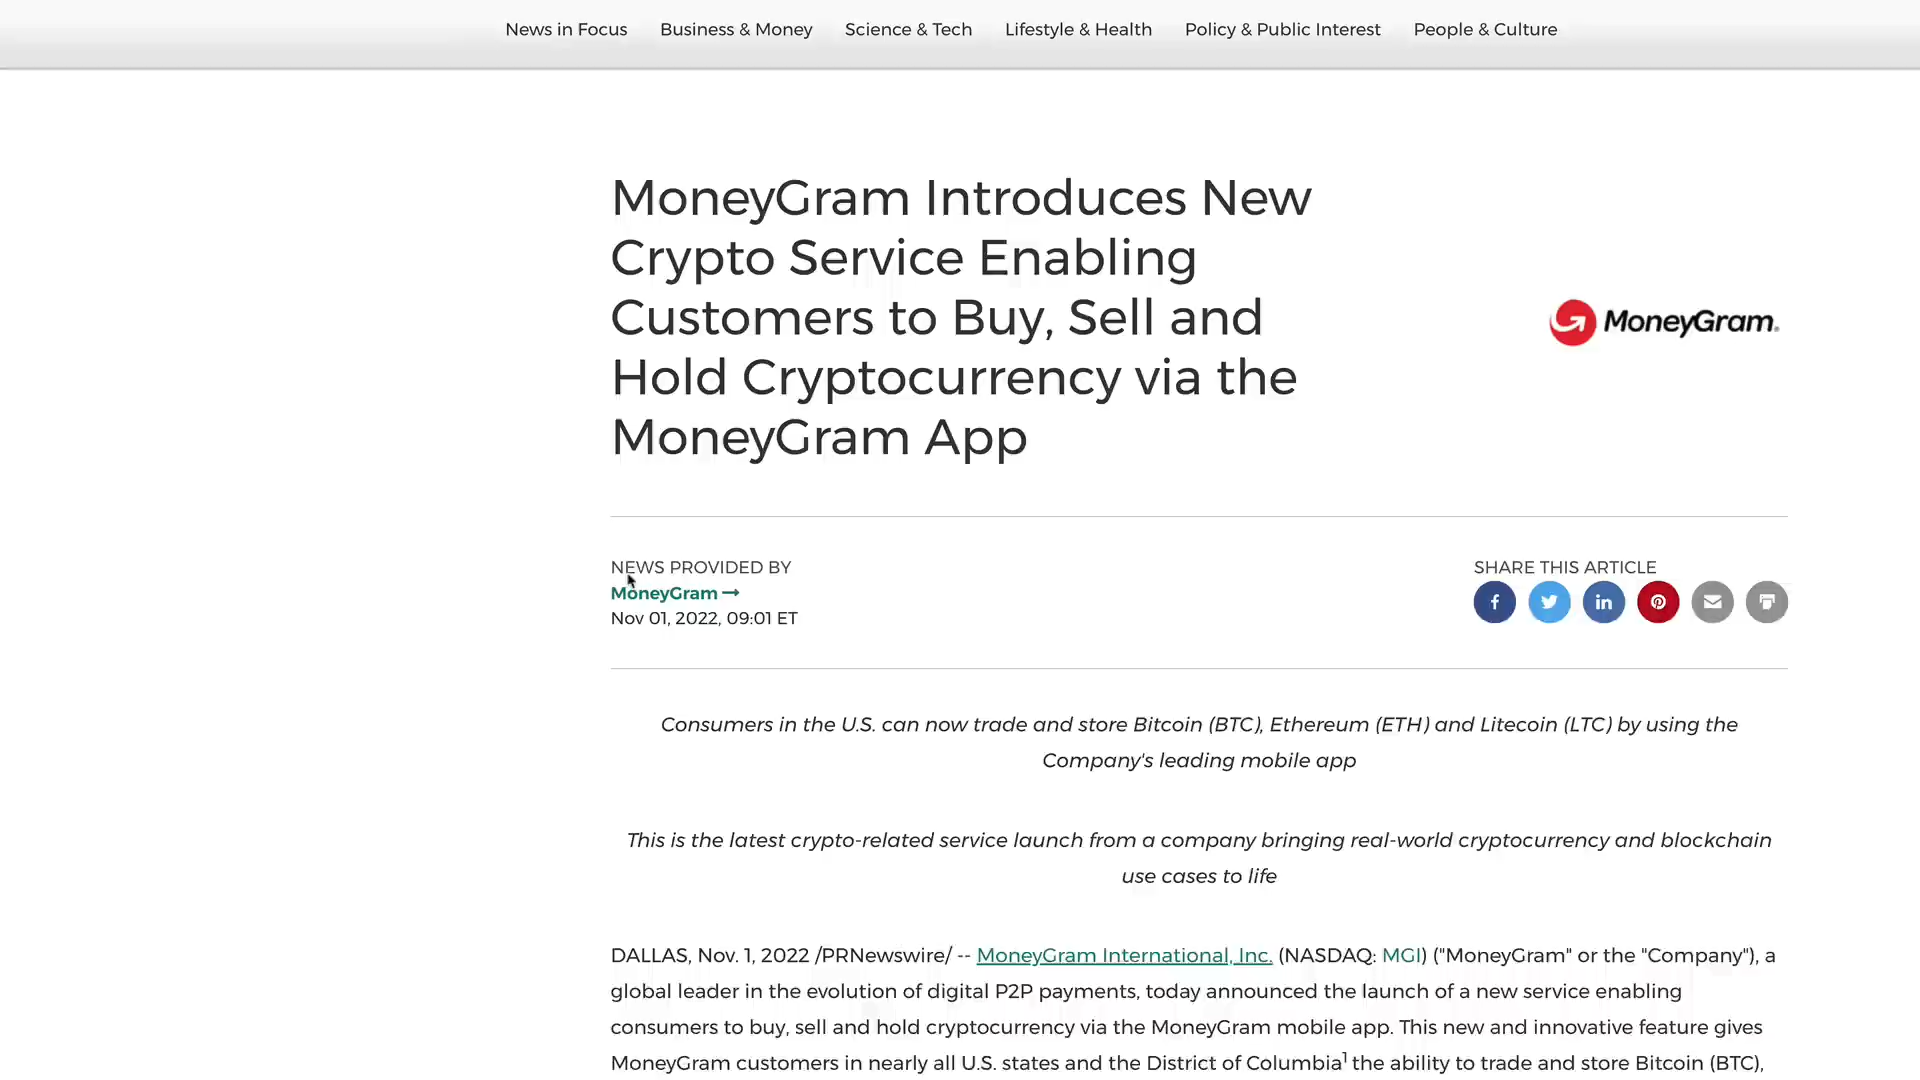 News in Focus Business & Money Science & Tech Lifestyle & Health Policy & Public Interest People & Culture
MoneyGram Introduces New
Crypto Service Enabling
Customers to Buy, Sell and
Hold Cryptocurrency via the
MoneyGram App
MoneyGram.
NEWS PROVIDED BY
MoneyGram →
Nov 01, 2022, 09:01 ET
SHARE THIS ARTICLE
Consumers in the U.S. can now trade and store Bitcoin (BTC), Ethereum (ETH) and Litecoin (LTC) by using the
Company's leading mobile app
This is the latest crypto-related service launch from a company bringing real-world cryptocurrency and blockchain
use cases to life
DALLAS, Nov. 1, 2022 /PRNewswire/ -- MoneyGram International, Inc. (NASDAQ: MGI) ("MoneyGram" or the "Company"), a
global leader in the evolution of digital P2P payments, today announced the launch of a new service enabling
consumers to buy, sell and hold cryptocurrency via the MoneyGram mobile app. This new and innovative feature gives
MoneyGram customers in nearly all U.S. states and the District of Columbia1 the ability to trade and store Bitcoin (BTC),